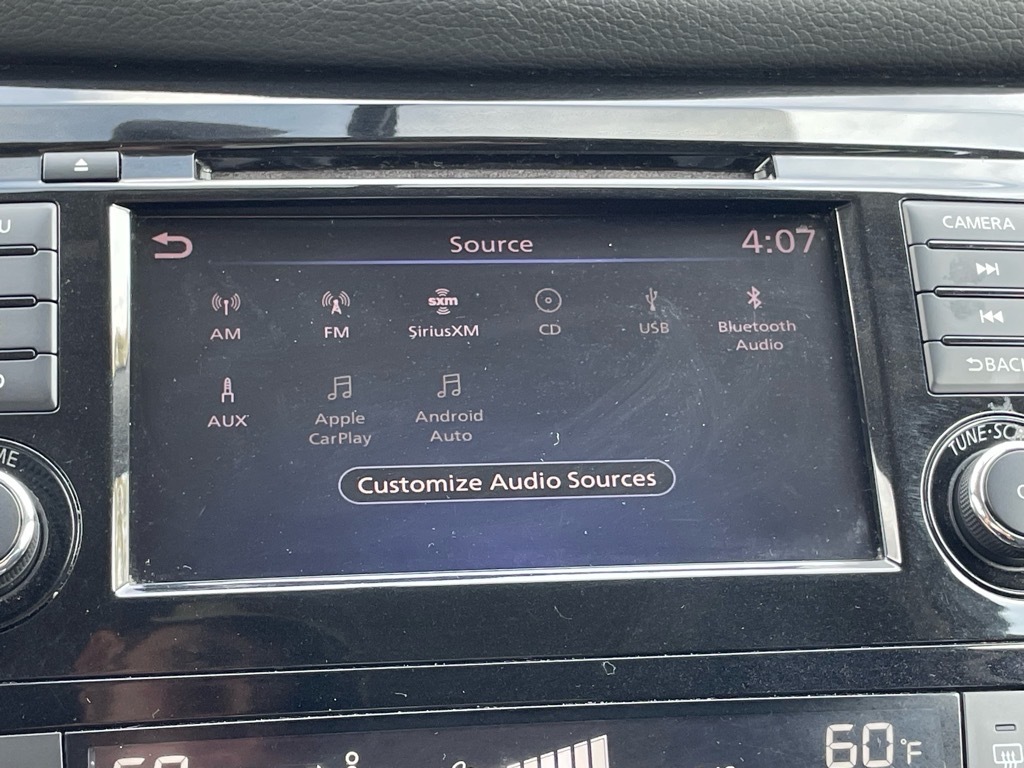 Source
4:07
CAMERA
AM
FM
sxm
SiriusXM
CD
USB
Bluetooth
Audio
AUX
Apple
CarPlay
Android
Auto
Customize Audio Sources
BACK
60°F